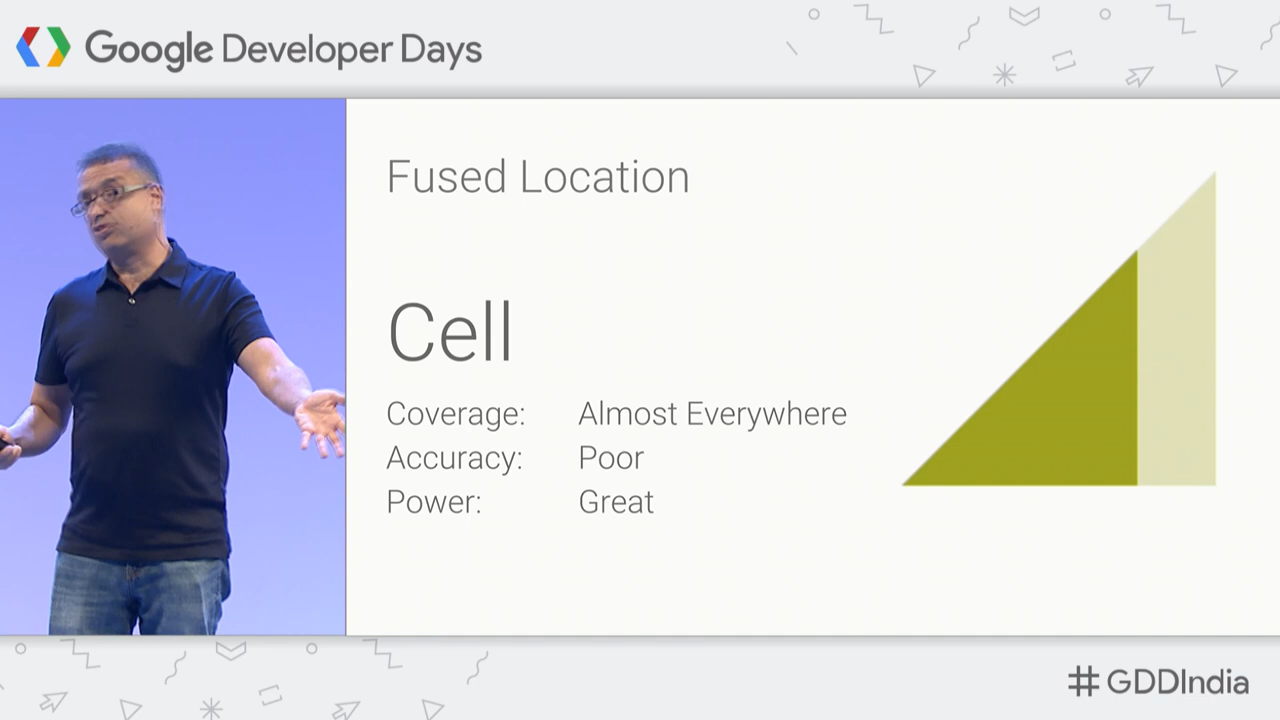 Google Developer Days
Fused Location
Cell
Coverage: Almost Everywhere
Accuracy: Poor
Power: Great
#GDDIndia